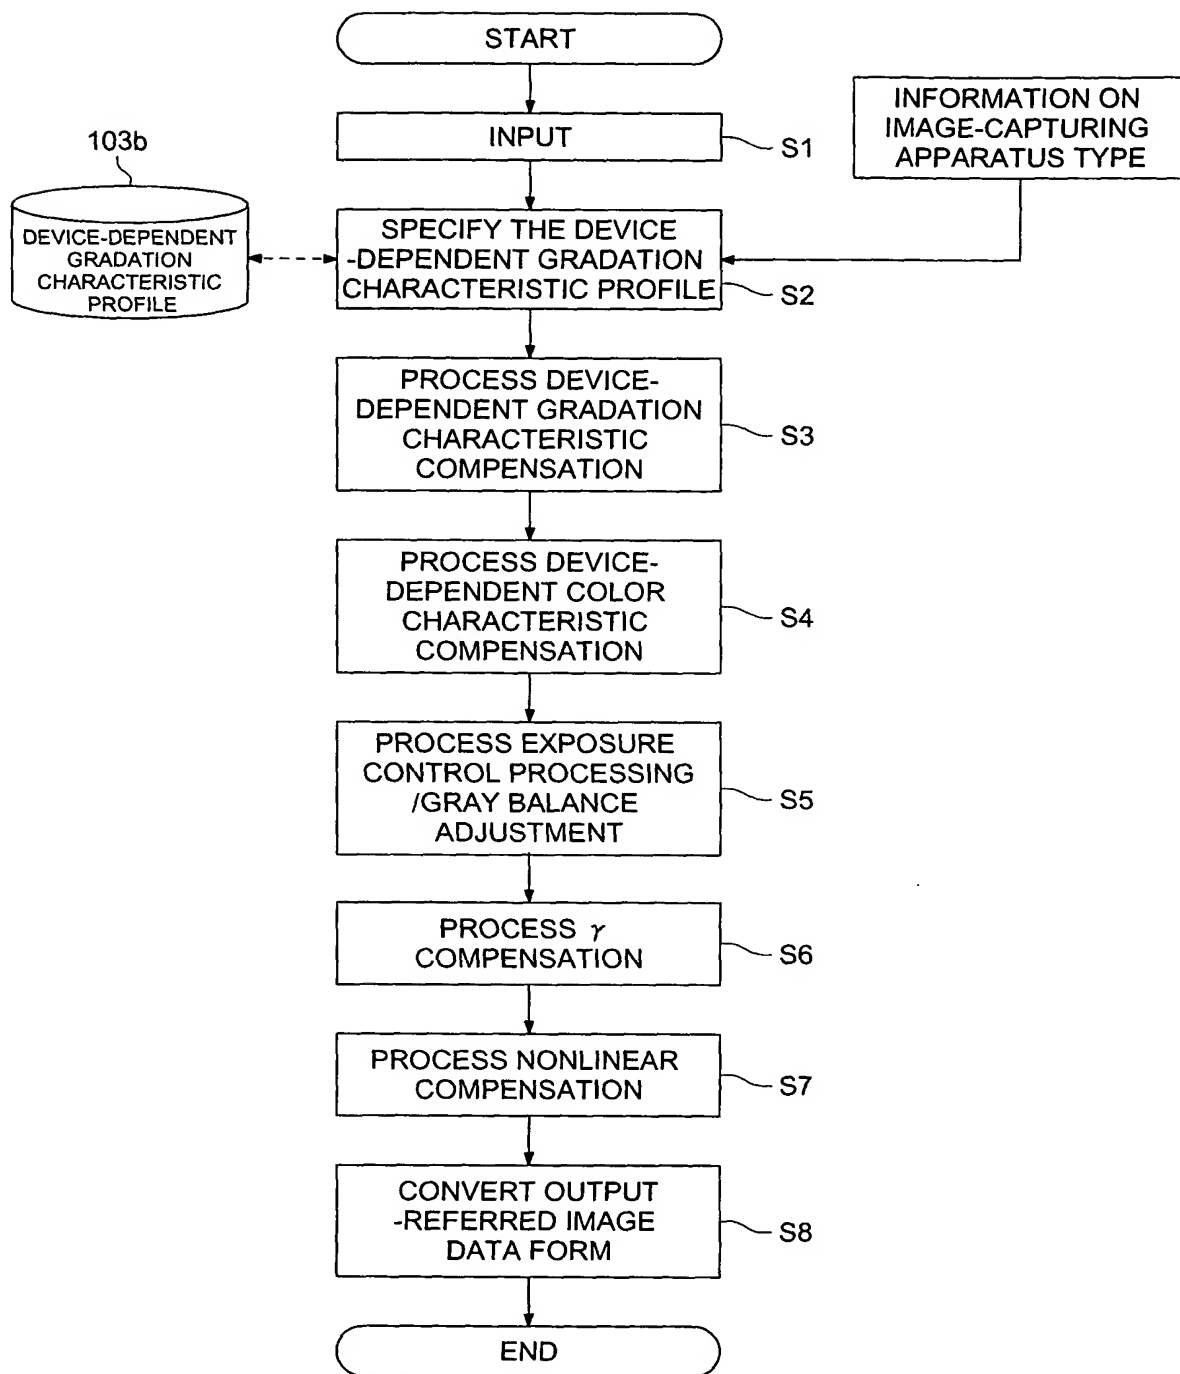 START
INPUT
S1
INFORMATION ON
IMAGE-CAPTURING
APPARATUS TYPE
103b
DEVICE-DEPENDENT
GRADATION
CHARACTERISTIC
PROFILE
SPECIFY THE DEVICE
-DEPENDENT GRADATION
CHARACTERISTIC PROFILE
S2
PROCESS DEVICE-
DEPENDENT GRADATION
CHARACTERISTIC
COMPENSATION
S3
PROCESS DEVICE-
DEPENDENT COLOR
CHARACTERISTIC
COMPENSATION
S4
PROCESS EXPOSURE
CONTROL PROCESSING
/GRAY BALANCE
ADJUSTMENT
S5
PROCESS γ
COMPENSATION
S6
PROCESS NONLINEAR
COMPENSATION
S7
CONVERT OUTPUT
-REFERRED IMAGE
DATA FORM
S8
END